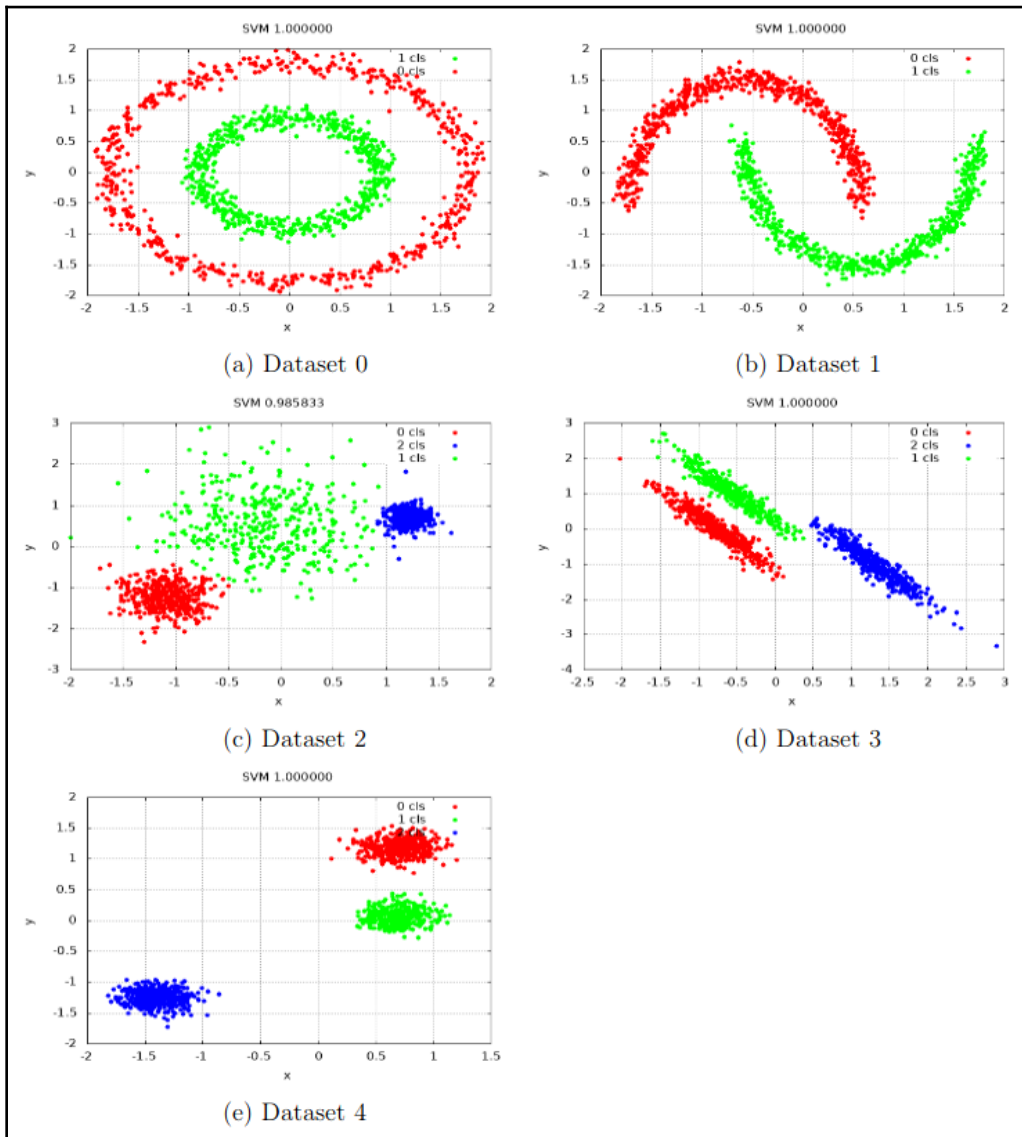 SVM 1.000000
1 cls
0 cls
y
2
1.5
1
0.5
0
-0.5
-1
-1.5
-2
-2 -1.5 -1 -0.5 0 0.5 1 1.5 2
x
(a) Dataset 0
SVM 1.000000
0 cls
1 cls
y
2
1.5
1
0.5
0
-0.5
-1
-1.5
-2
-2 -1.5 -1 -0.5 0 0.5 1 1.5 2
x
(b) Dataset 1
SVM 0.985833
0 cls
2 cls
1 cls
y
3
2
1
0
-1
-2
-3
-2 -1.5 -1 -0.5 0 0.5 1 1.5 2
x
(c) Dataset 2
SVM 1.000000
0 cls
2 cls
1 cls
y
3
2
1
0
-1
-2
-3
-4
-2.5 -2 -1.5 -1 -0.5 0 0.5 1 1.5 2 2.5 3
x
(d) Dataset 3
SVM 1.000000
0 cls
1 cls
y
2
1.5
1
0.5
0
-0.5
-1
-1.5
-2
-2 -1.5 -1 -0.5 0 0.5 1 1.5
x
(e) Dataset 4